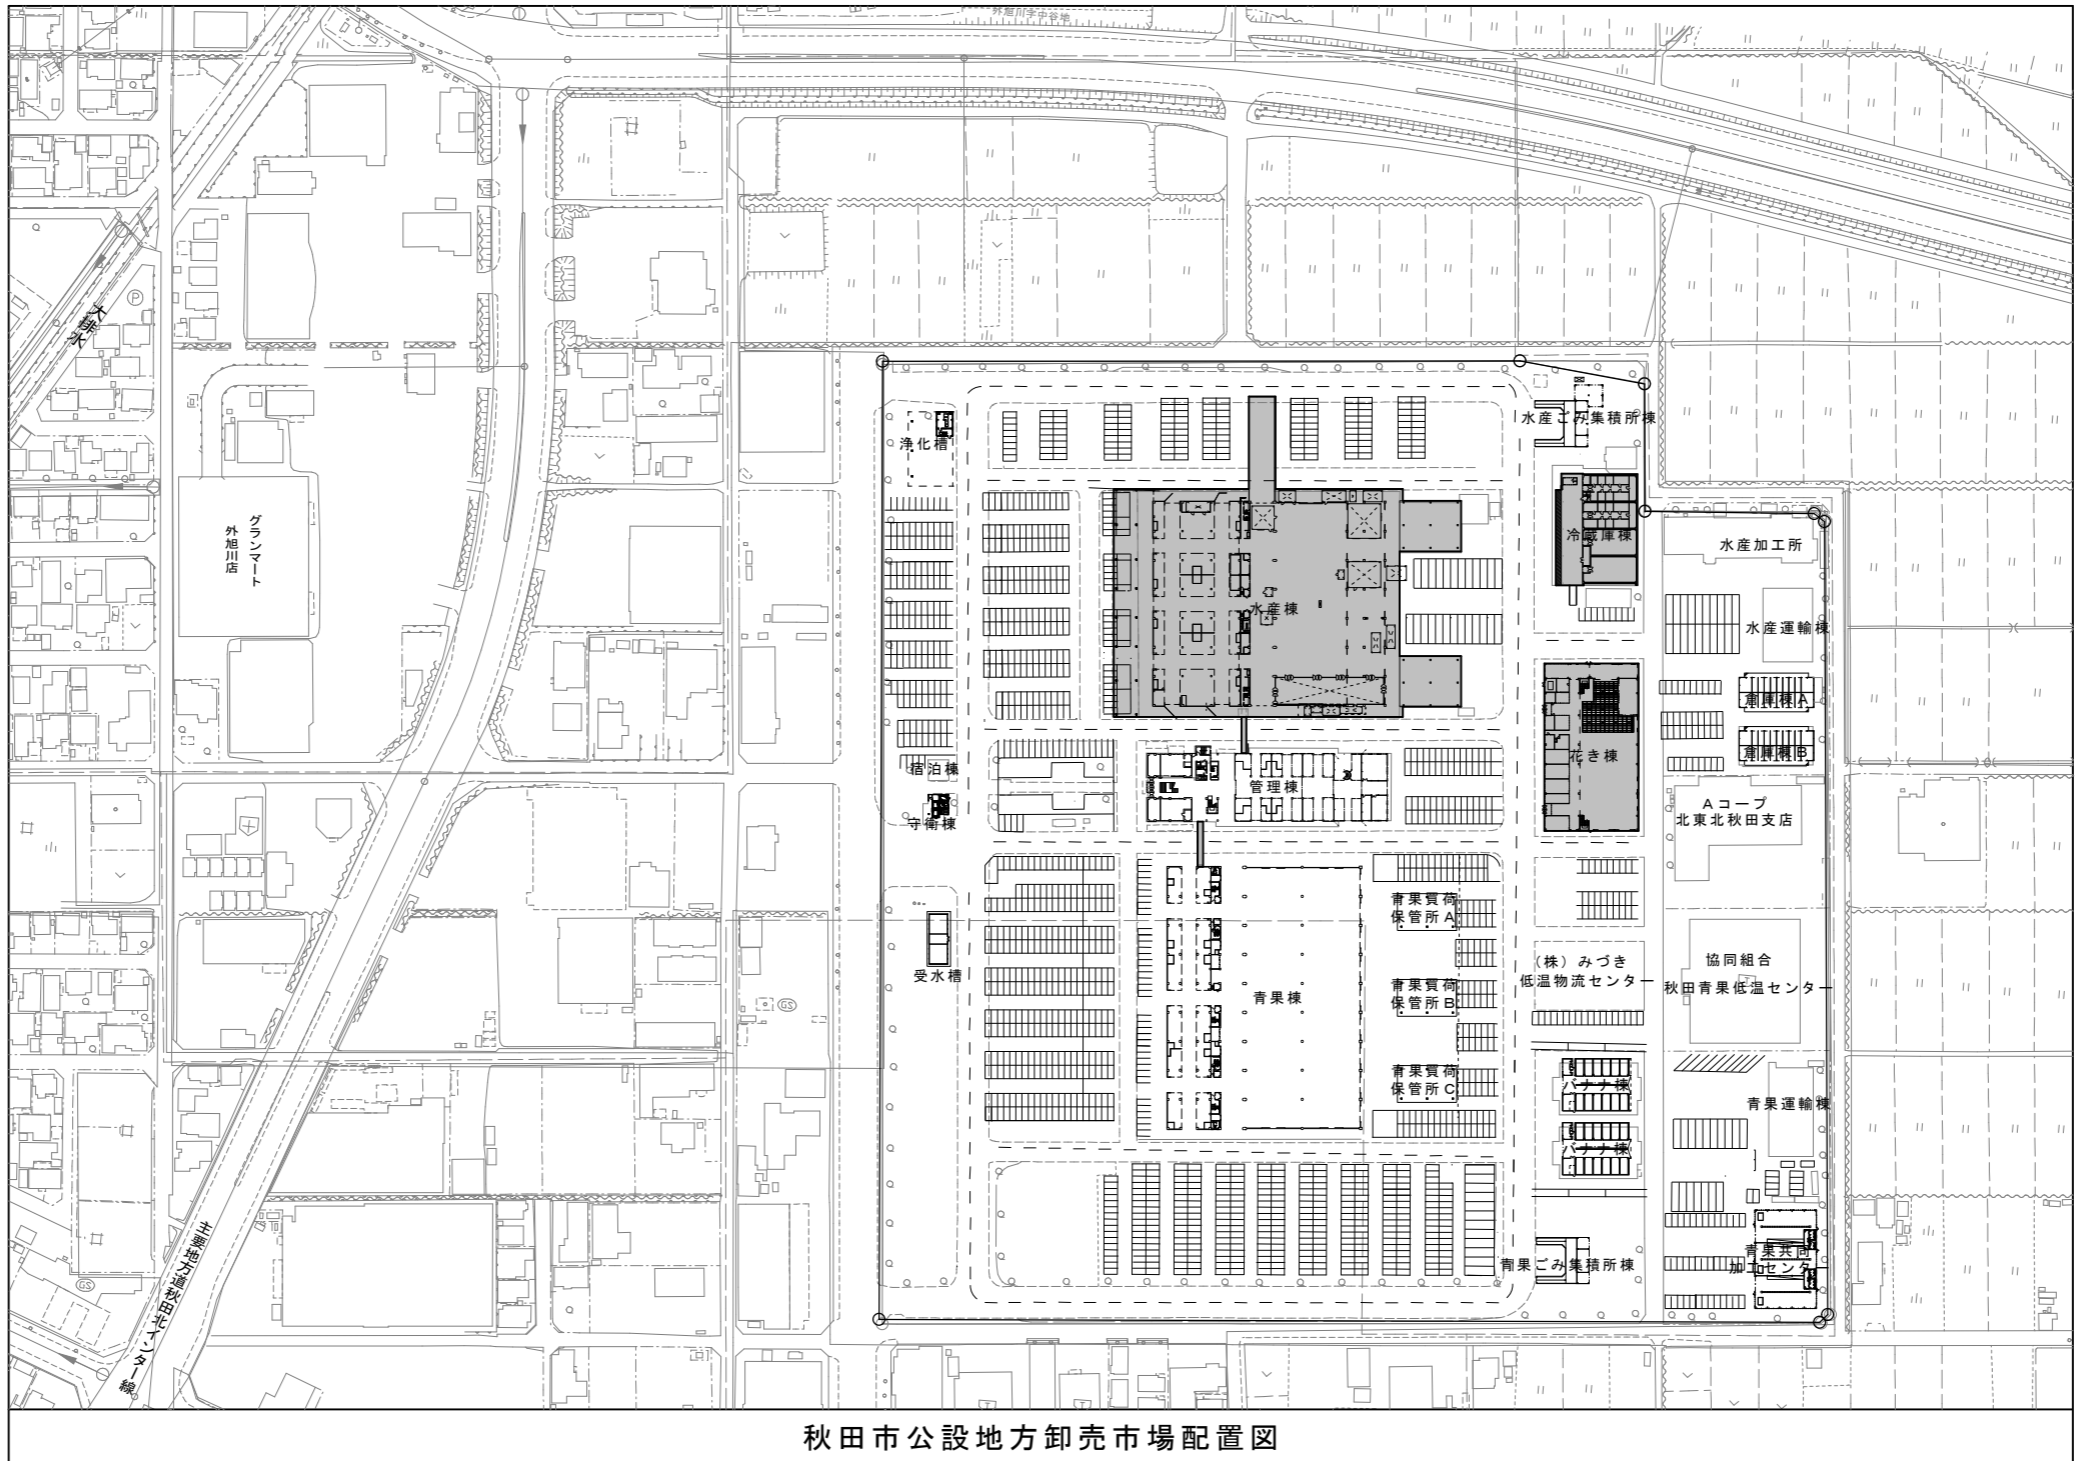 外旭川字中谷地
大排水
P
グランマート
外旭川店
浄化槽
水産ごみ集積所棟
冷蔵庫棟
水産加工所
水産棟
水産運輸棟
倉庫棟A
倉庫棟B
花き棟
宿泊棟
管理棟
守衛棟
Aコープ
北東北秋田支店
青果買荷
保管所A
受水槽
青果棟
青果買荷
保管所B
(株)みづき
低温物流センター
協同組合
秋田青果低温センター
GS
青果買荷
保管所C
バナナ棟
青果運輸棟
バナナ棟
青果ごみ集積所棟
青果共同
加工センター
GS
主要地方道秋田北インター線
秋田市公設地方卸売市場配置図